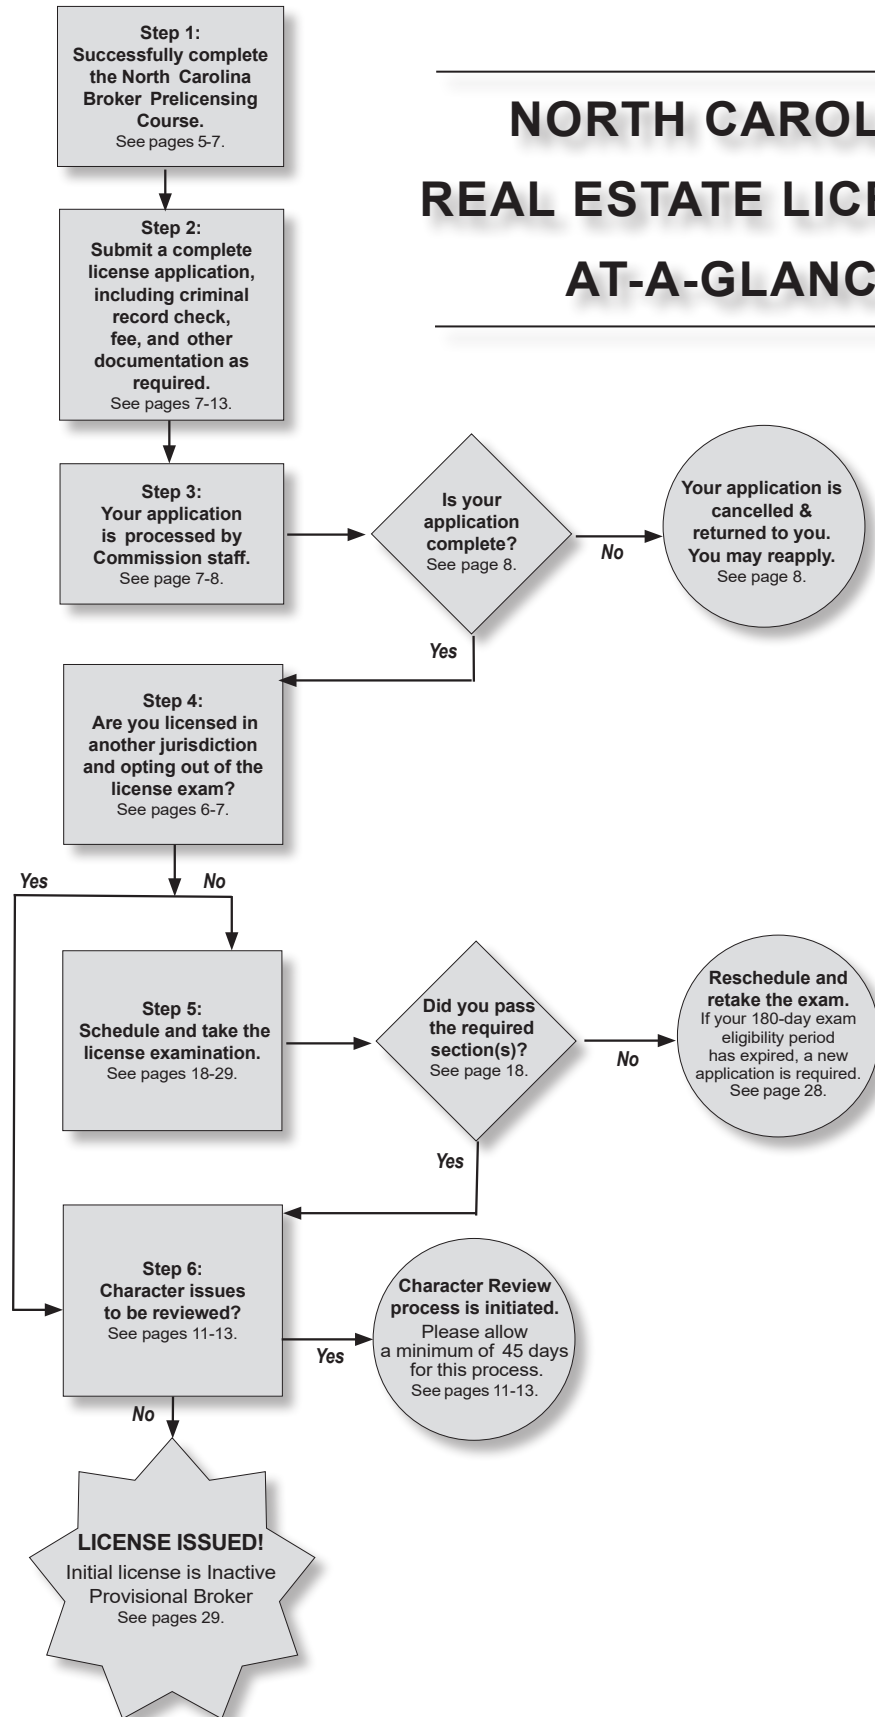 Step 1:
Successfully complete
the North Carolina
Broker Prelicensing
Course.
See pages 5-7.
NORTH CAROL
REAL ESTATE LICE
AT-A-GLANC
Step 2:
Submit a complete
license application,
including criminal
record check,
fee, and other
documentation as
required.
See pages 7-13.
Step 3:
Your application
is processed by
Commission staff.
See page 7-8.
Is your
application
complete?
See page 8.
No
Your application is
cancelled &
returned to you.
You may reapply.
See page 8.
Yes
Step 4:
Are you licensed in
another jurisdiction
and opting out of the
license exam?
See pages 6-7.
Yes
No
Step 5:
Schedule and take the
license examination.
See pages 18-29.
Did you pass
the required
section(s)?
See page 18.
No
Reschedule and
retake the exam.
If your 180-day exam
eligibility period
has expired, a new
application is required.
See page 28.
Yes
Step 6:
Character issues
to be reviewed?
See pages 11-13.
Yes
Character Review
process is initiated.
Please allow
a minimum of 45 days
for this process.
See pages 11-13.
No
LICENSE ISSUED!
Initial license is Inactive
Provisional Broker
See pages 29.